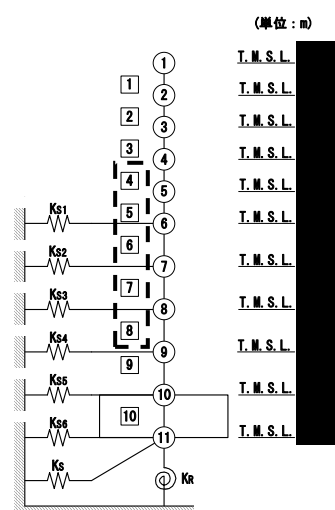 (単位:m)
① T.M.S.L.
1
② T.M.S.L.
2
③ T.M.S.L.
3
④ T.M.S.L.
4
⑤ T.M.S.L.
5
KS1 ⑥ T.M.S.L.
6
KS2 ⑦ T.M.S.L.
7
KS3 ⑧ T.M.S.L.
8
KS4 ⑨ T.M.S.L.
9
KS5 ⑩ T.M.S.L.
10
KS6 ⑪ T.M.S.L.
KS KR